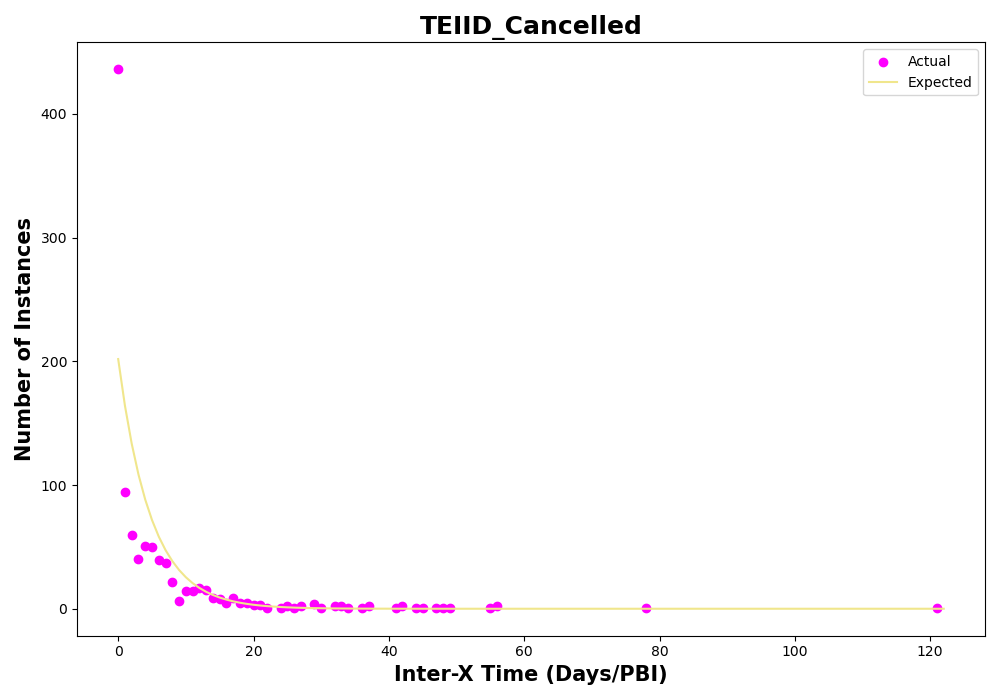 TEIID_Cancelled
Actual
Expected
Number of Instances
400
300
200
100
0
0
20
40
60
80
100
120
Inter-X Time (Days/PBI)